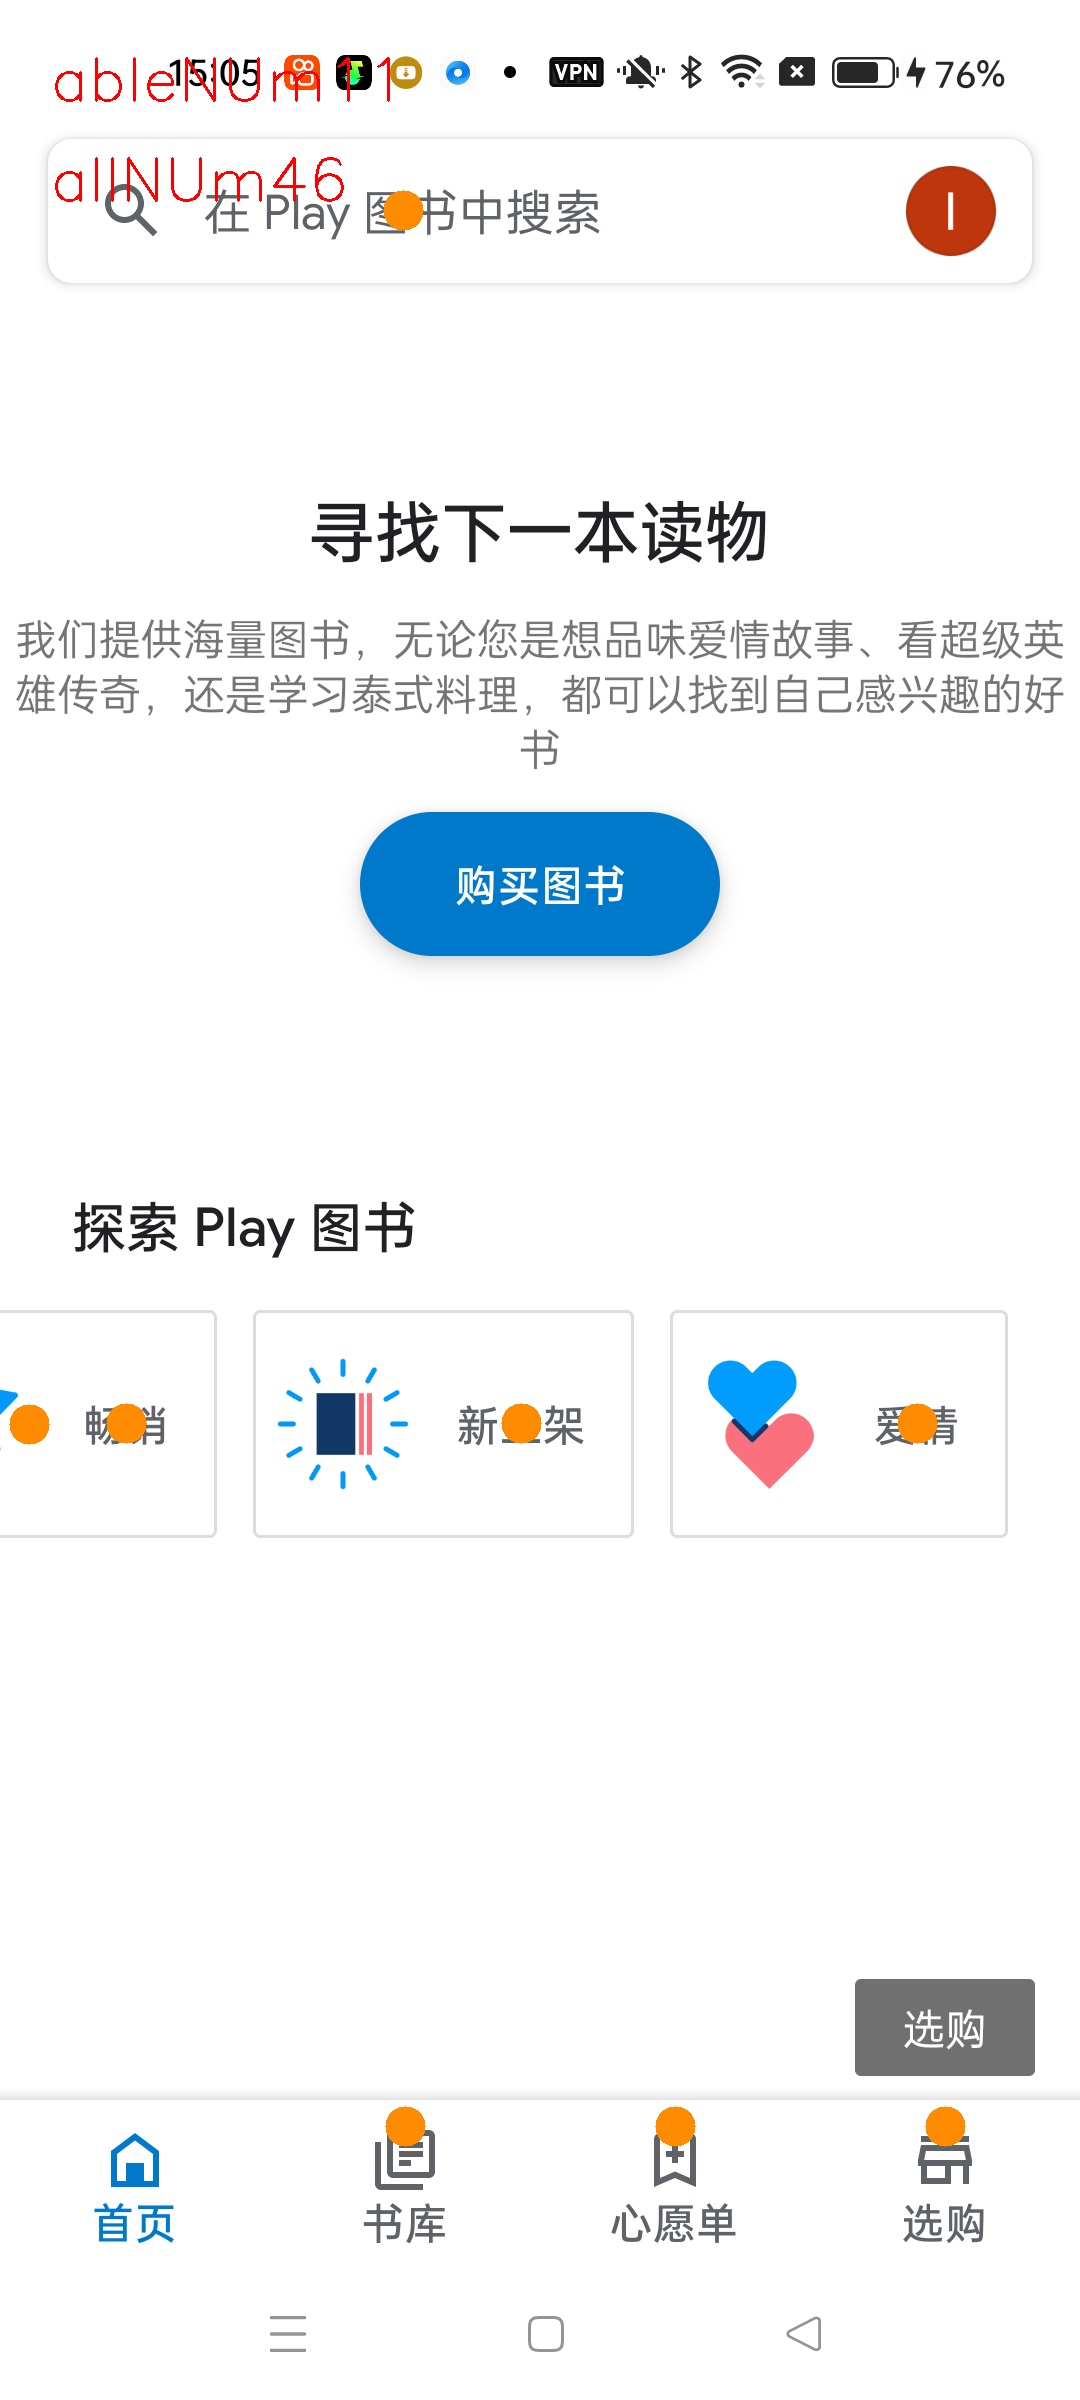 ableNUm11
15:05 VPN 76%
allNUm46
在 Play 图书中搜索
I
寻找下一本读物
我们提供海量图书，无论您是想品味爱情故事、看超级英
雄传奇，还是学习泰式料理，都可以找到自己感兴趣的好
书
购买图书
探索 Play 图书
畅销
新上架
爱情
选购
首页
书库
心愿单
选购